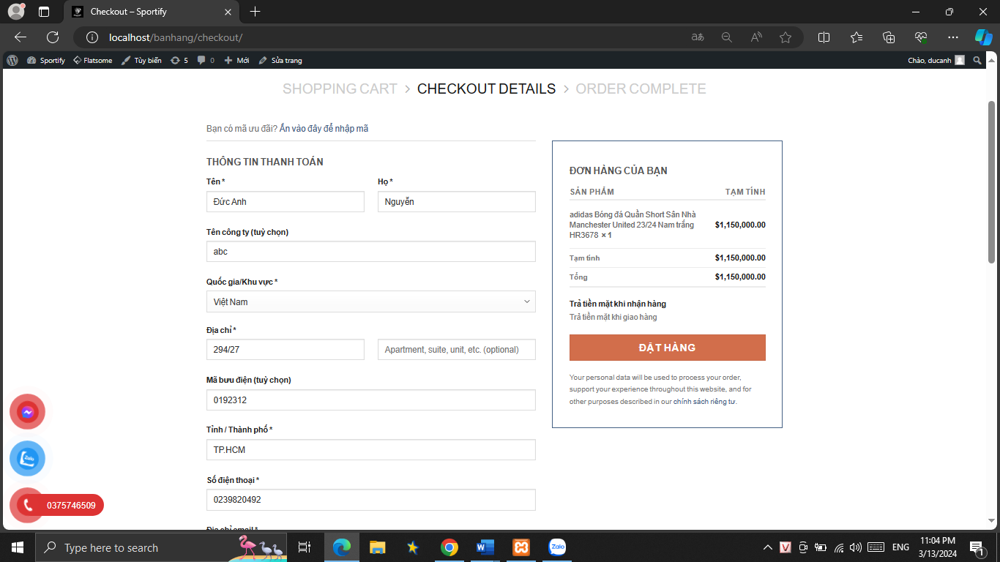 Checkout – Sportify
localhost/banhang/checkout/
Sportify Flatsome Tùy biến 5 0 Mới Sửa trang Chào, ducanh
SHOPPING CART > CHECKOUT DETAILS > ORDER COMPLETE
Bạn có mã ưu đãi? Ấn vào đây để nhập mã
THÔNG TIN THANH TOÁN
Tên * Họ *
Đức Anh Nguyễn
Tên công ty (tuỳ chọn)
abc
Quốc gia/Khu vực *
Việt Nam
Địa chỉ *
294/27 Apartment, suite, unit, etc. (optional)
Mã bưu điện (tuỳ chọn)
0192312
Tỉnh / Thành phố *
TP.HCM
Số điện thoại *
0239820492
Địa chỉ email *
ĐƠN HÀNG CỦA BẠN
SẢN PHẨM TẠM TÍNH
adidas Bóng đá Quần Short Sân Nhà
Manchester United 23/24 Nam trắng $1,150,000.00
HR3678 × 1
Tạm tính $1,150,000.00
Tổng $1,150,000.00
Trả tiền mặt khi nhận hàng
Trả tiền mặt khi giao hàng
ĐẶT HÀNG
Your personal data will be used to process your order,
support your experience throughout this website, and for
other purposes described in our chính sách riêng tư.
Zalo
0375746509
Type here to search
Zalo
ENG
11:04 PM
3/13/2024
1